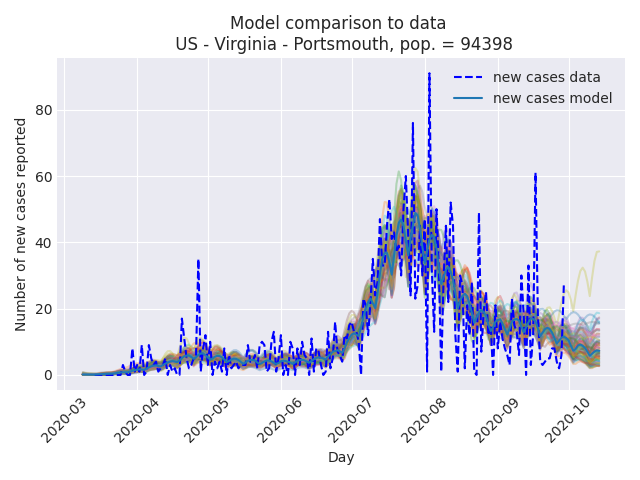 Model comparison to data
US - Virginia - Portsmouth, pop. = 94398
new cases data
new cases model
Number of new cases reported
80
60
40
20
0
2020-03
2020-04
2020-05
2020-06
2020-07
2020-08
2020-09
2020-10
Day